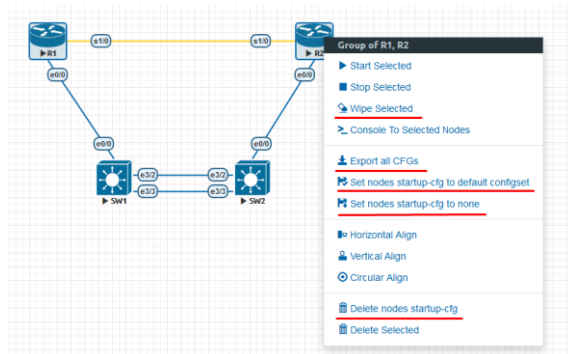 s1/0
s1/0
R1
R2
Group of R1, R2
Start Selected
Stop Selected
Wipe Selected
Console To Selected Nodes
Export all CFGs
Set nodes startup-cfg to default configset
Set nodes startup-cfg to none
Horizontal Align
Vertical Align
Circular Align
Delete nodes startup-cfg
Delete Selected
e0/0
e0/0
e0/0
e0/0
e3/2
e3/2
e3/3
e3/3
SW1
SW2